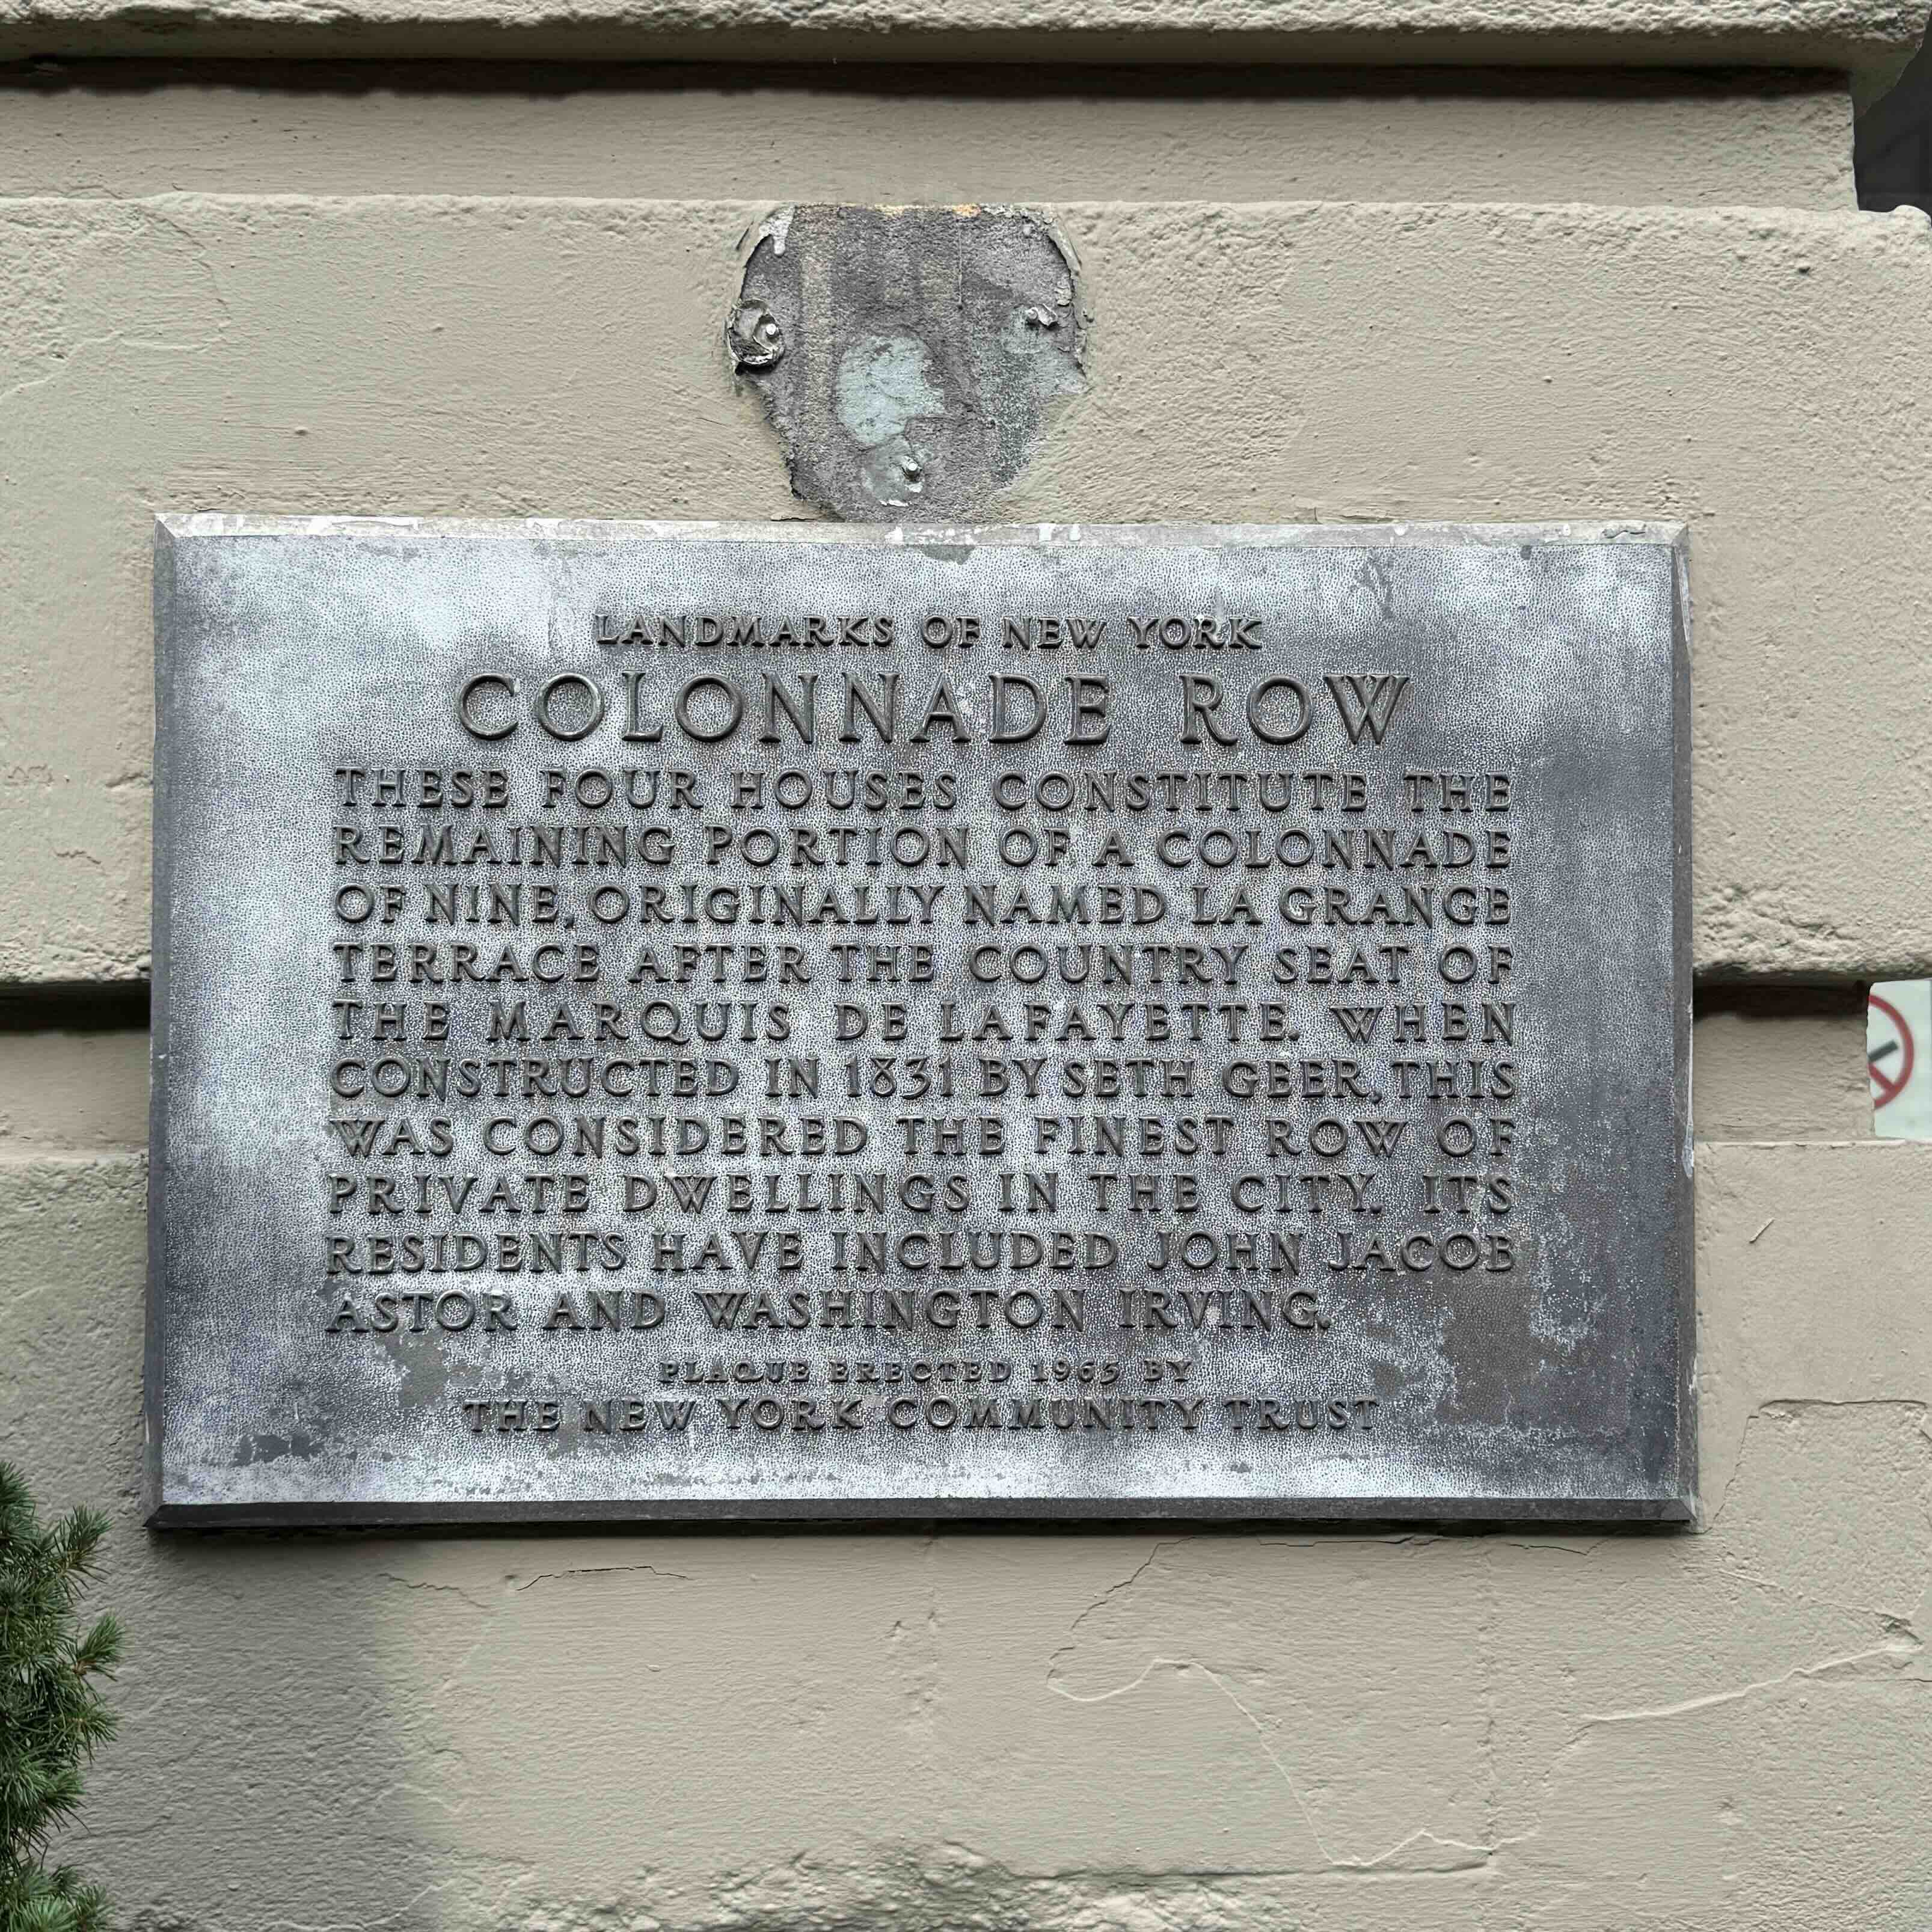 LANDMARKS OF NEW YORK
COLONNADE ROW
THESE FOUR HOUSES CONSTITUTE THE
REMAINING PORTION OF A COLONNADE
OF NINE, ORIGINALLY NAMED LA GRANGE
TERRACE AFTER THE COUNTRY SEAT OF
THE MARQUIS DE LAFAYETTE. WHEN
CONSTRUCTED IN 1831 BY SETH GEER, THIS
WAS CONSIDERED THE FINEST ROW OF
PRIVATE DWELLINGS IN THE CITY. ITS
RESIDENTS HAVE INCLUDED JOHN JACOB
ASTOR AND WASHINGTON IRVING.
PLAQUE ERECTED 1965 BY
THE NEW YORK COMMUNITY TRUST